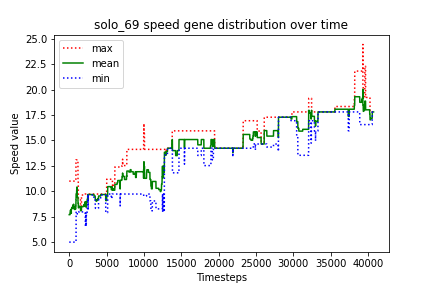 solo_69 speed gene distribution over time
max
mean
min
Speed value
25.0
22.5
20.0
17.5
15.0
12.5
10.0
7.5
5.0
0 5000 10000 15000 20000 25000 30000 35000 40000
Timesteps